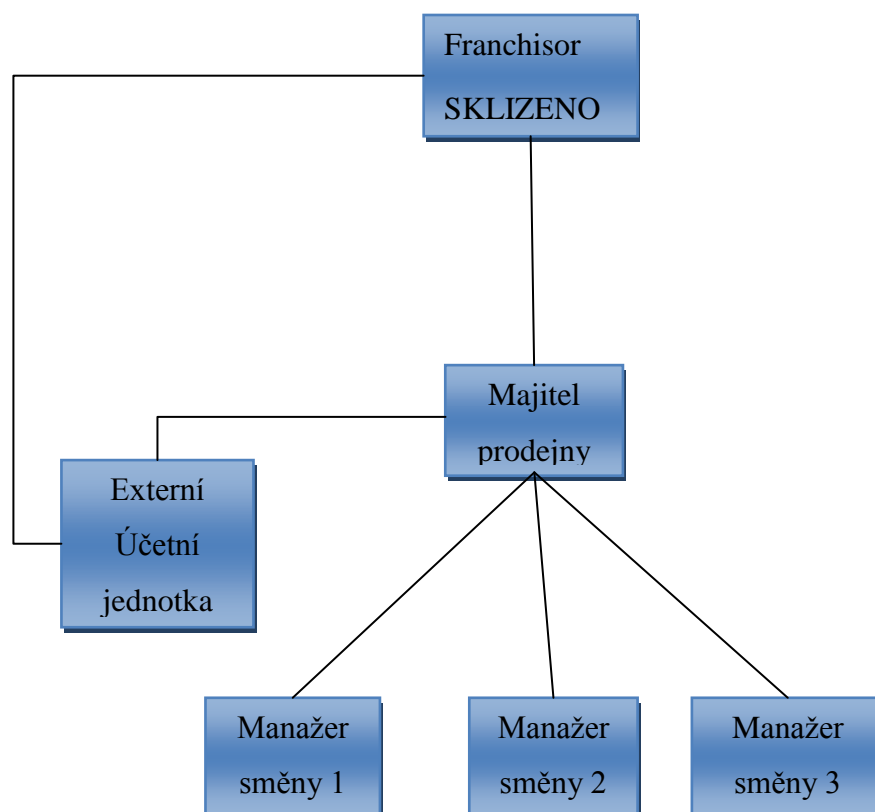 Franchisor
SKLIZENO
Majitel
prodejny
Externí
Účetní
jednotka
Manažer
směny 1
Manažer
směny 2
Manažer
směny 3